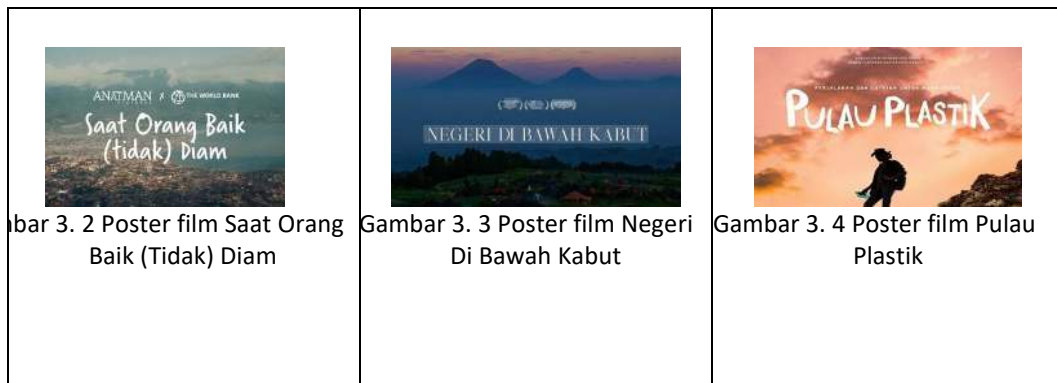 ANATMAN x THE WORLD BANK
Saat Orang Baik
(tidak) Diam
mbar 3. 2 Poster film Saat Orang
Baik (Tidak) Diam
NEGERI DI BAWAH KABUT
Gambar 3. 3 Poster film Negeri
Di Bawah Kabut
PULAU PLASTIK
Gambar 3. 4 Poster film Pulau
Plastik